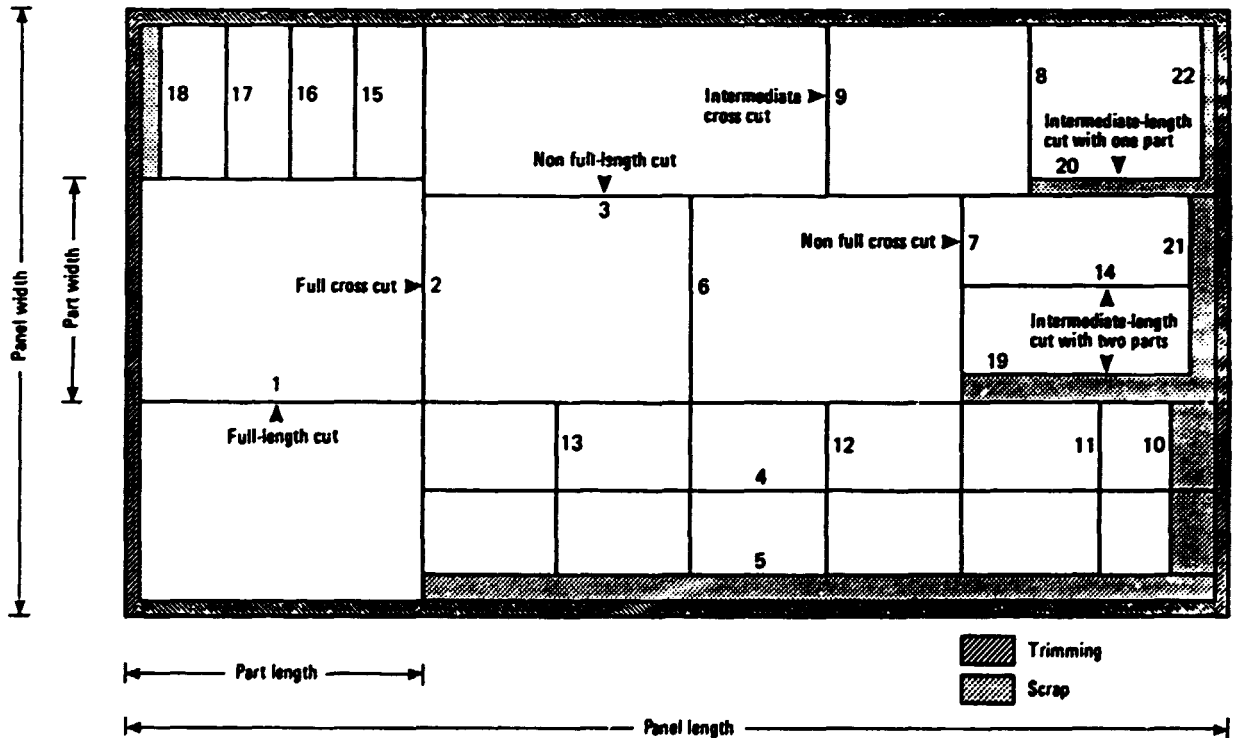 18
17
16
15
Intermediate
cross cut
9
8
22
Intermediate-length
cut with one part
20
Non full-length cut
3
Non full cross cut
7
21
14
Full cross cut
2
6
Intermediate-length
cut with two parts
19
Panel width
Part width
1
Full-length cut
13
12
11
10
4
5
Part length
Trimming
Scrap
Panel length